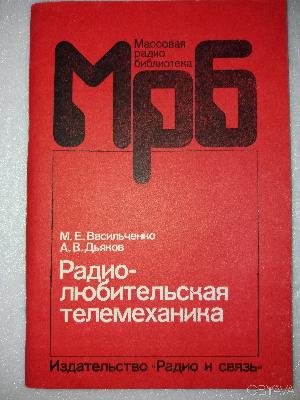 Массовая
радио
библиотека
Мрб
М. Е. Васильченко
А. В. Дьяков
Радио-
любительская
телемеханика
Издательство «Радио и связь»